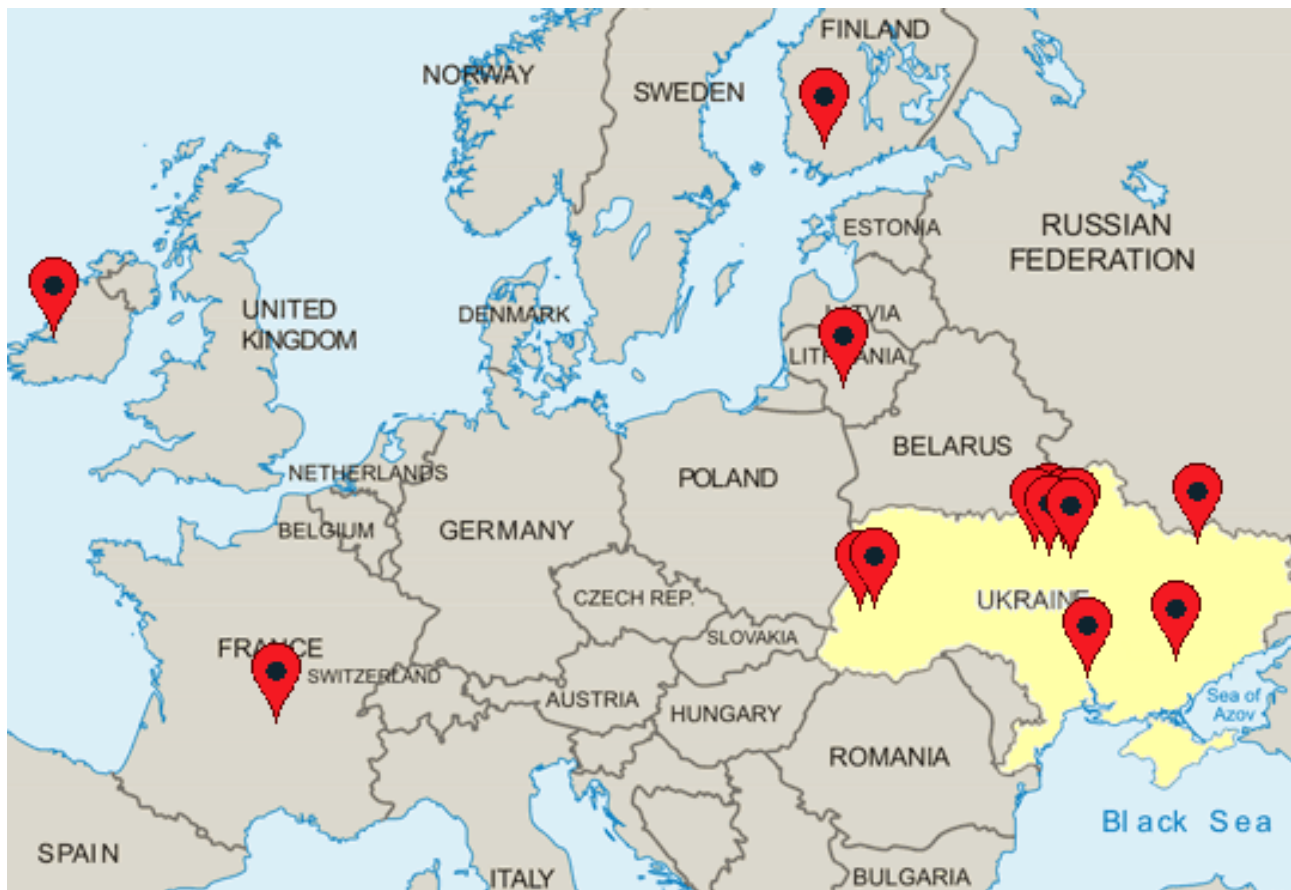 FINLAND
NORWAY
SWEDEN
ESTONIA
RUSSIAN
FEDERATION
UNITED
KINGDOM
DENMARK
LATVIA
LITHUANIA
BELARUS
NETHERLANDS
POLAND
BELGIUM
GERMANY
CZECH REP.
UKRAINE
SLOVAKIA
FRANCE
SWITZERLAND
AUSTRIA
HUNGARY
Sea of
Azov
ROMANIA
Black Sea
SPAIN
ITALY
BULGARIA